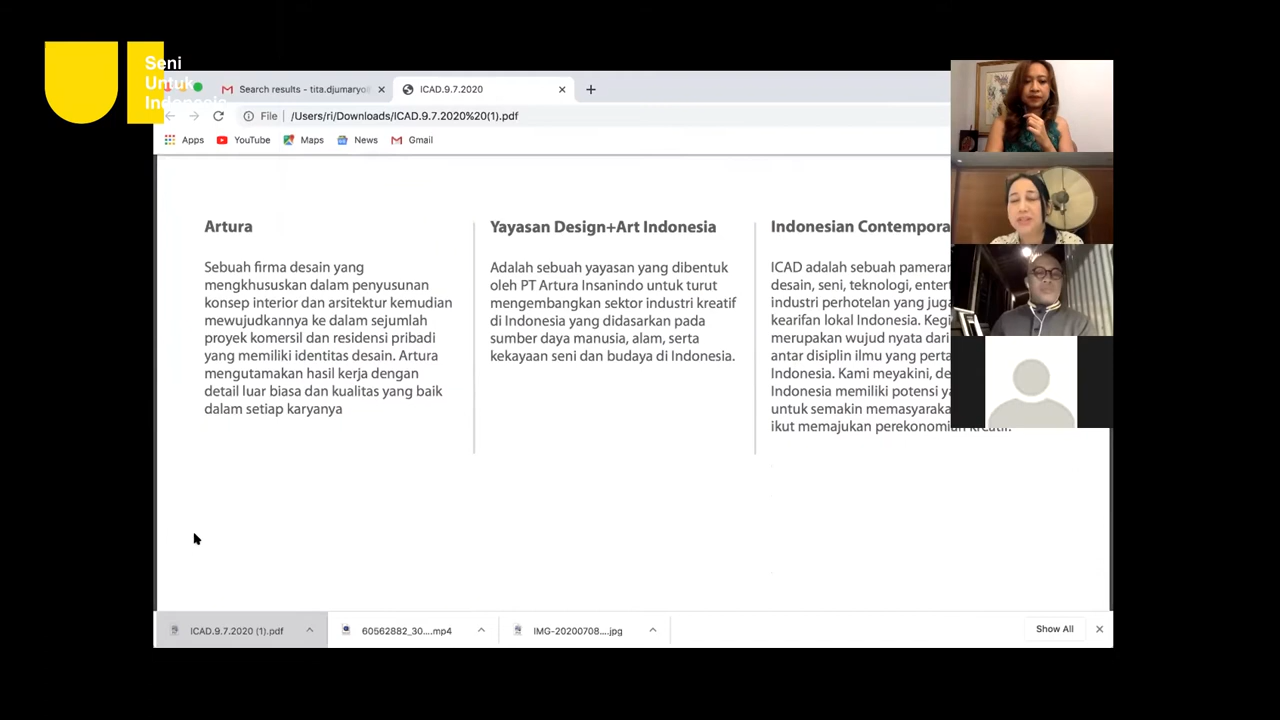 Seni
Untuk
Indonesia
Search results - tita.djumaryo
ICAD.9.7.2020
File
/Users/ri/Downloads/ICAD.9.7.2020%20(1).pdf
Apps
YouTube
Maps
News
Gmail
Artura
Sebuah firma desain yang
mengkhususkan dalam penyusunan
konsep interior dan arsitektur kemudian
mewujudkannya ke dalam sejumlah
proyek komersil dan residensi pribadi
yang memiliki identitas desain. Artura
mengutamakan hasil kerja dengan
detail luar biasa dan kualitas yang baik
dalam setiap karyanya
Yayasan Design+Art Indonesia
Adalah sebuah yayasan yang dibentuk
oleh PT Artura Insanindo untuk turut
mengembangkan sektor industri kreatif
di Indonesia yang didasarkan pada
sumber daya manusia, alam, serta
kekayaan seni dan budaya di Indonesia.
Indonesian Contempora
ICAD adalah sebuah pameran
desain, seni, teknologi, entert
industri perhotelan yang juga
kearifan lokal Indonesia. Kegi
merupakan wujud nyata dari
antar disiplin ilmu yang perta
Indonesia. Kami meyakini, de
Indonesia memiliki potensi ya
untuk semakin memasyaraka
ikut memajukan perekonomian kreatif.
ICAD.9.7.2020 (1).pdf
60562882_30....mp4
IMG-20200708....jpg
Show All